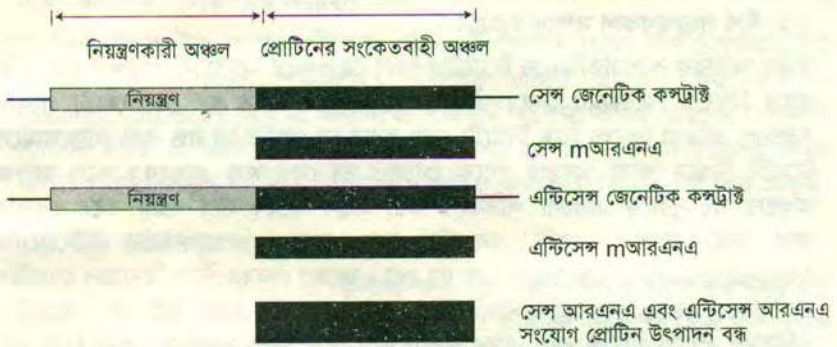 নিয়ন্ত্রণকারী অঞ্চল প্রোটিনের সংকেতবাহী অঞ্চল
নিয়ন্ত্রণ সেন্স জেনেটিক কন্সট্রাক্ট
সেন্স mআরএনএ
নিয়ন্ত্রণ এন্টিসেন্স জেনেটিক কন্সট্রাক্ট
এন্টিসেন্স mআরএনএ
সেন্স আরএনএ এবং এন্টিসেন্স আরএনএ
সংযোগ প্রোটিন উৎপাদন বন্ধ